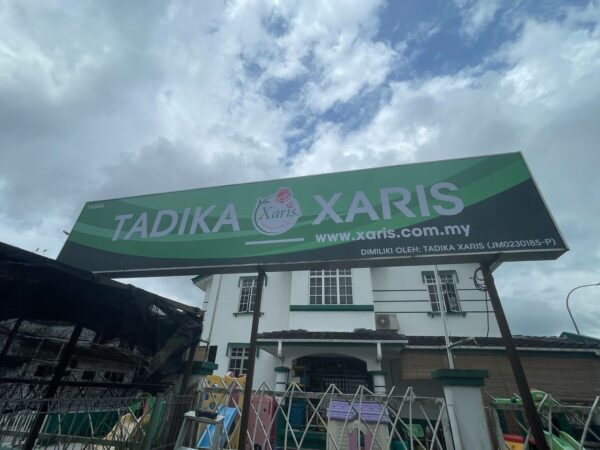 TADIKA Xaris XARIS
www.xaris.com.my
DIMILIKI OLEH: TADIKA XARIS (JM0230185-P)